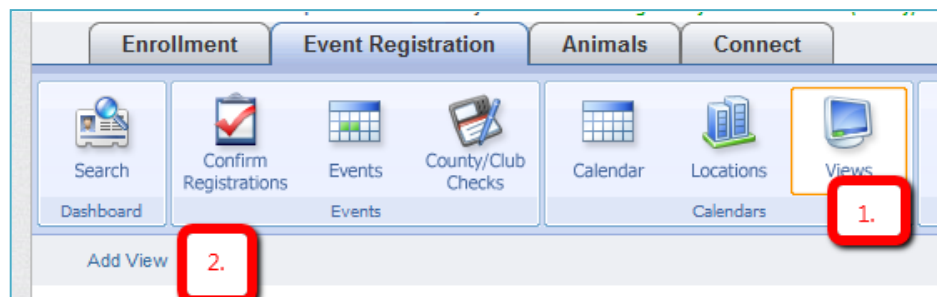 Enrollment Event Registration Animals Connect
Search Confirm Registrations Events County/Club Checks Calendar Locations Views
Dashboard Events Calendars 1.
Add View 2.